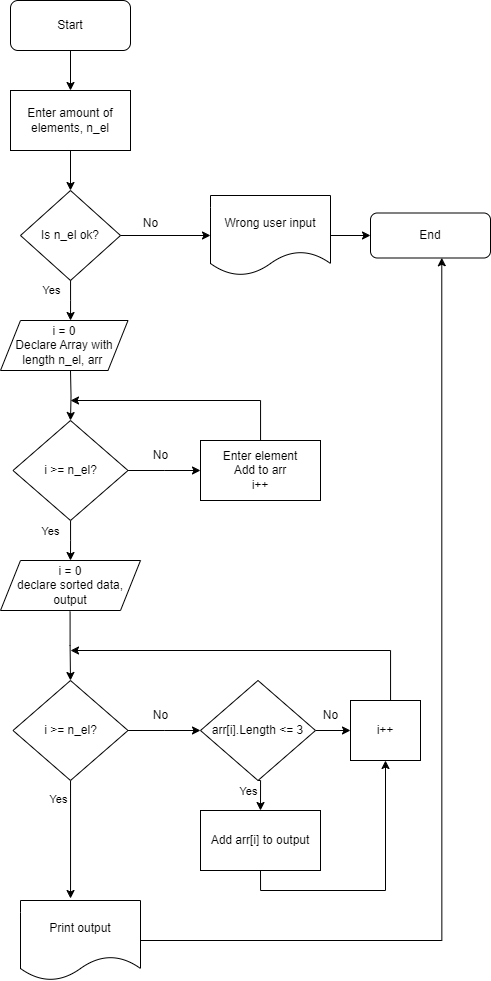 Start
Enter amount of
elements, n_el
Is n_el ok?
No
Wrong user input
End
Yes
i = 0
Declare Array with
length n_el, arr
i >= n_el?
No
Enter element
Add to arr
i++
Yes
i = 0
declare sorted data,
output
i >= n_el?
No
arr[i].Length <= 3
No
i++
Yes
Yes
Add arr[i] to output
Print output